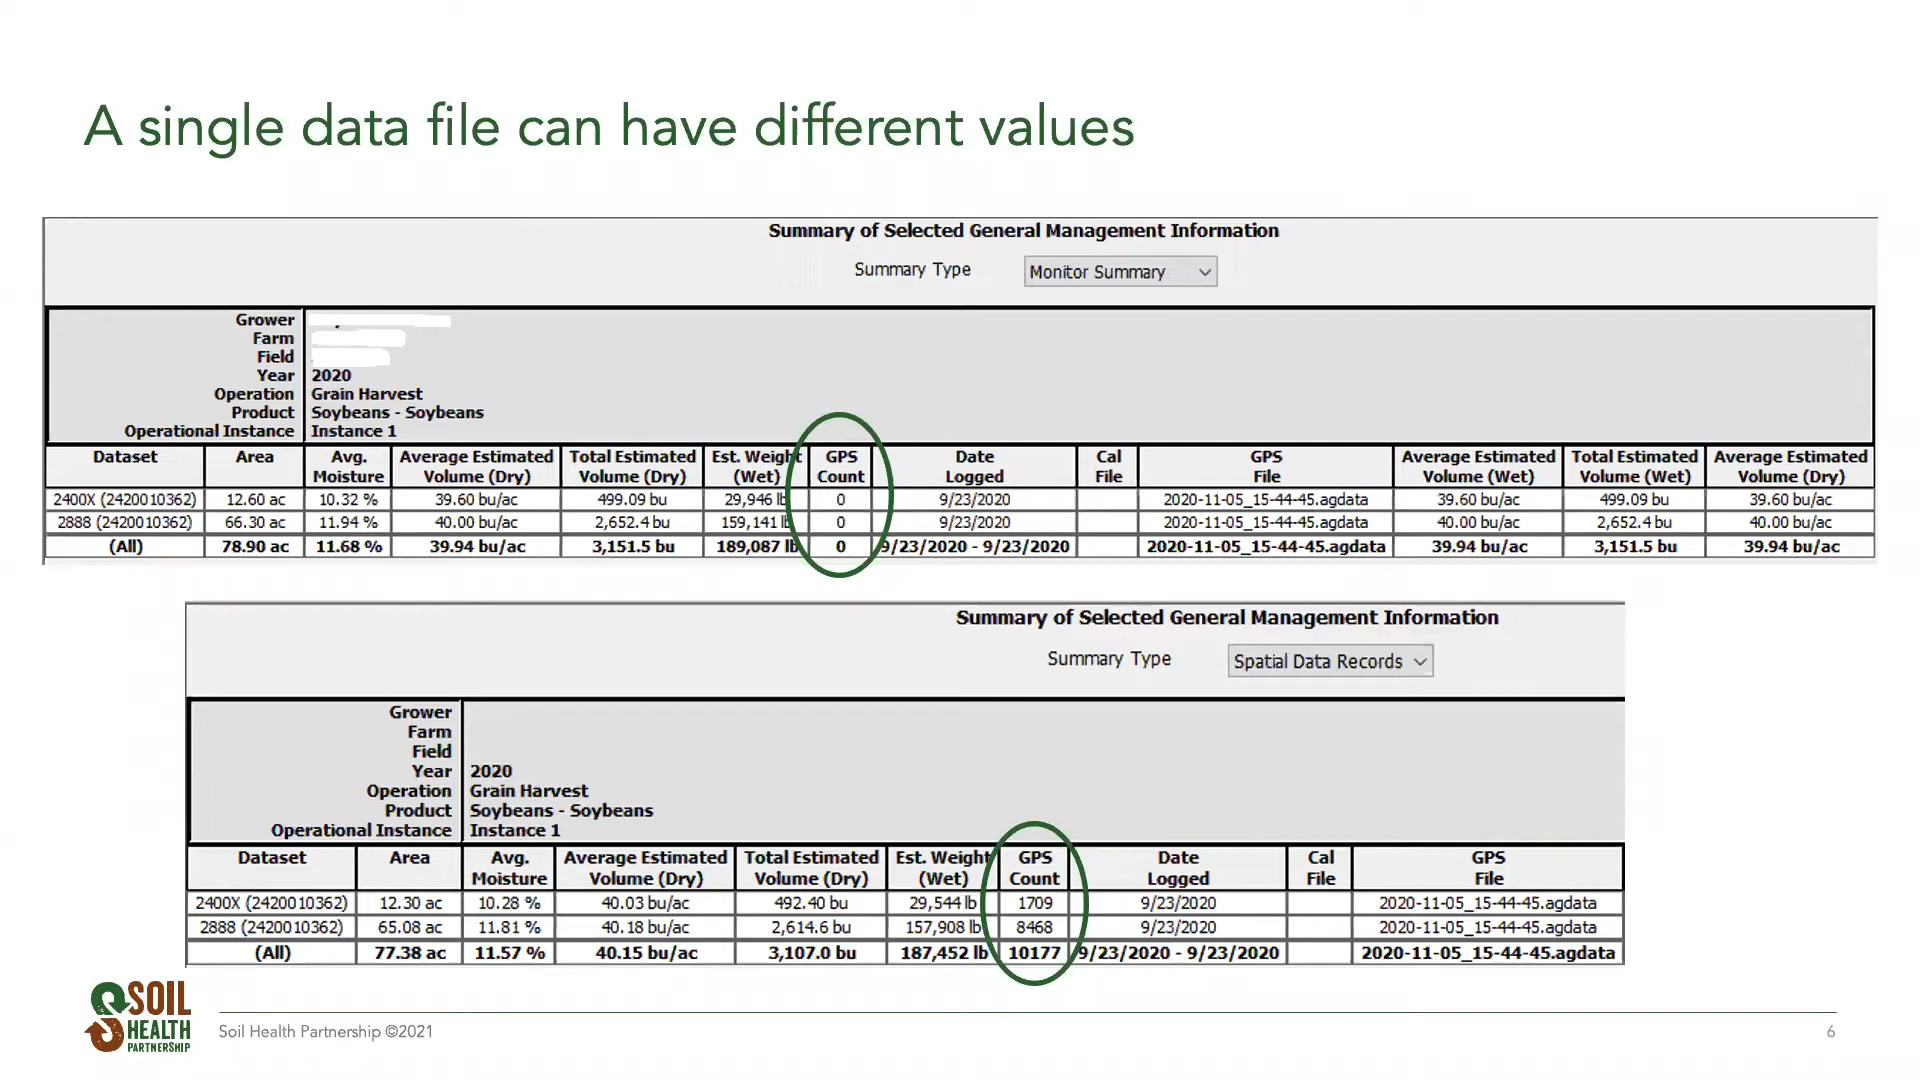 A single data file can have different values
Summary of Selected General Management Information
Summary Type Monitor Summary
Grower
Farm
Field
Year 2020
Operation Grain Harvest
Product Soybeans - Soybeans
Operational Instance Instance 1
Dataset Area Avg. Moisture Average Estimated Volume (Dry) Total Estimated Volume (Dry) Est. Weight (Wet) GPS Count Date Logged Cal File GPS File Average Estimated Volume (Wet) Total Estimated Volume (Wet) Average Estimated Volume (Dry)
2400X (2420010362) 12.60 ac 10.32 % 39.60 bu/ac 499.09 bu 29,946 lb 0 9/23/2020 2020-11-05_15-44-45.agdata 39.60 bu/ac 499.09 bu 39.60 bu/ac
2888 (2420010362) 66.30 ac 11.94 % 40.00 bu/ac 2,652.4 bu 159,141 lb 0 9/23/2020 2020-11-05_15-44-45.agdata 40.00 bu/ac 2,652.4 bu 40.00 bu/ac
(All) 78.90 ac 11.68 % 39.94 bu/ac 3,151.5 bu 189,087 lb 0 9/23/2020 - 9/23/2020 2020-11-05_15-44-45.agdata 39.94 bu/ac 3,151.5 bu 39.94 bu/ac
Summary of Selected General Management Information
Summary Type Spatial Data Records
Grower
Farm
Field
Year 2020
Operation Grain Harvest
Product Soybeans - Soybeans
Operational Instance Instance 1
Dataset Area Avg. Moisture Average Estimated Volume (Dry) Total Estimated Volume (Dry) Est. Weight (Wet) GPS Count Date Logged Cal File GPS File
2400X (2420010362) 12.30 ac 10.28 % 40.03 bu/ac 492.40 bu 29,544 lb 1709 9/23/2020 2020-11-05_15-44-45.agdata
2888 (2420010362) 65.08 ac 11.81 % 40.18 bu/ac 2,614.6 bu 157,908 lb 8468 9/23/2020 2020-11-05_15-44-45.agdata
(All) 77.38 ac 11.57 % 40.15 bu/ac 3,107.0 bu 187,452 lb 10177 9/23/2020 - 9/23/2020 2020-11-05_15-44-45.agdata
SOIL
HEALTH
PARTNERSHIP
Soil Health Partnership ©2021
6